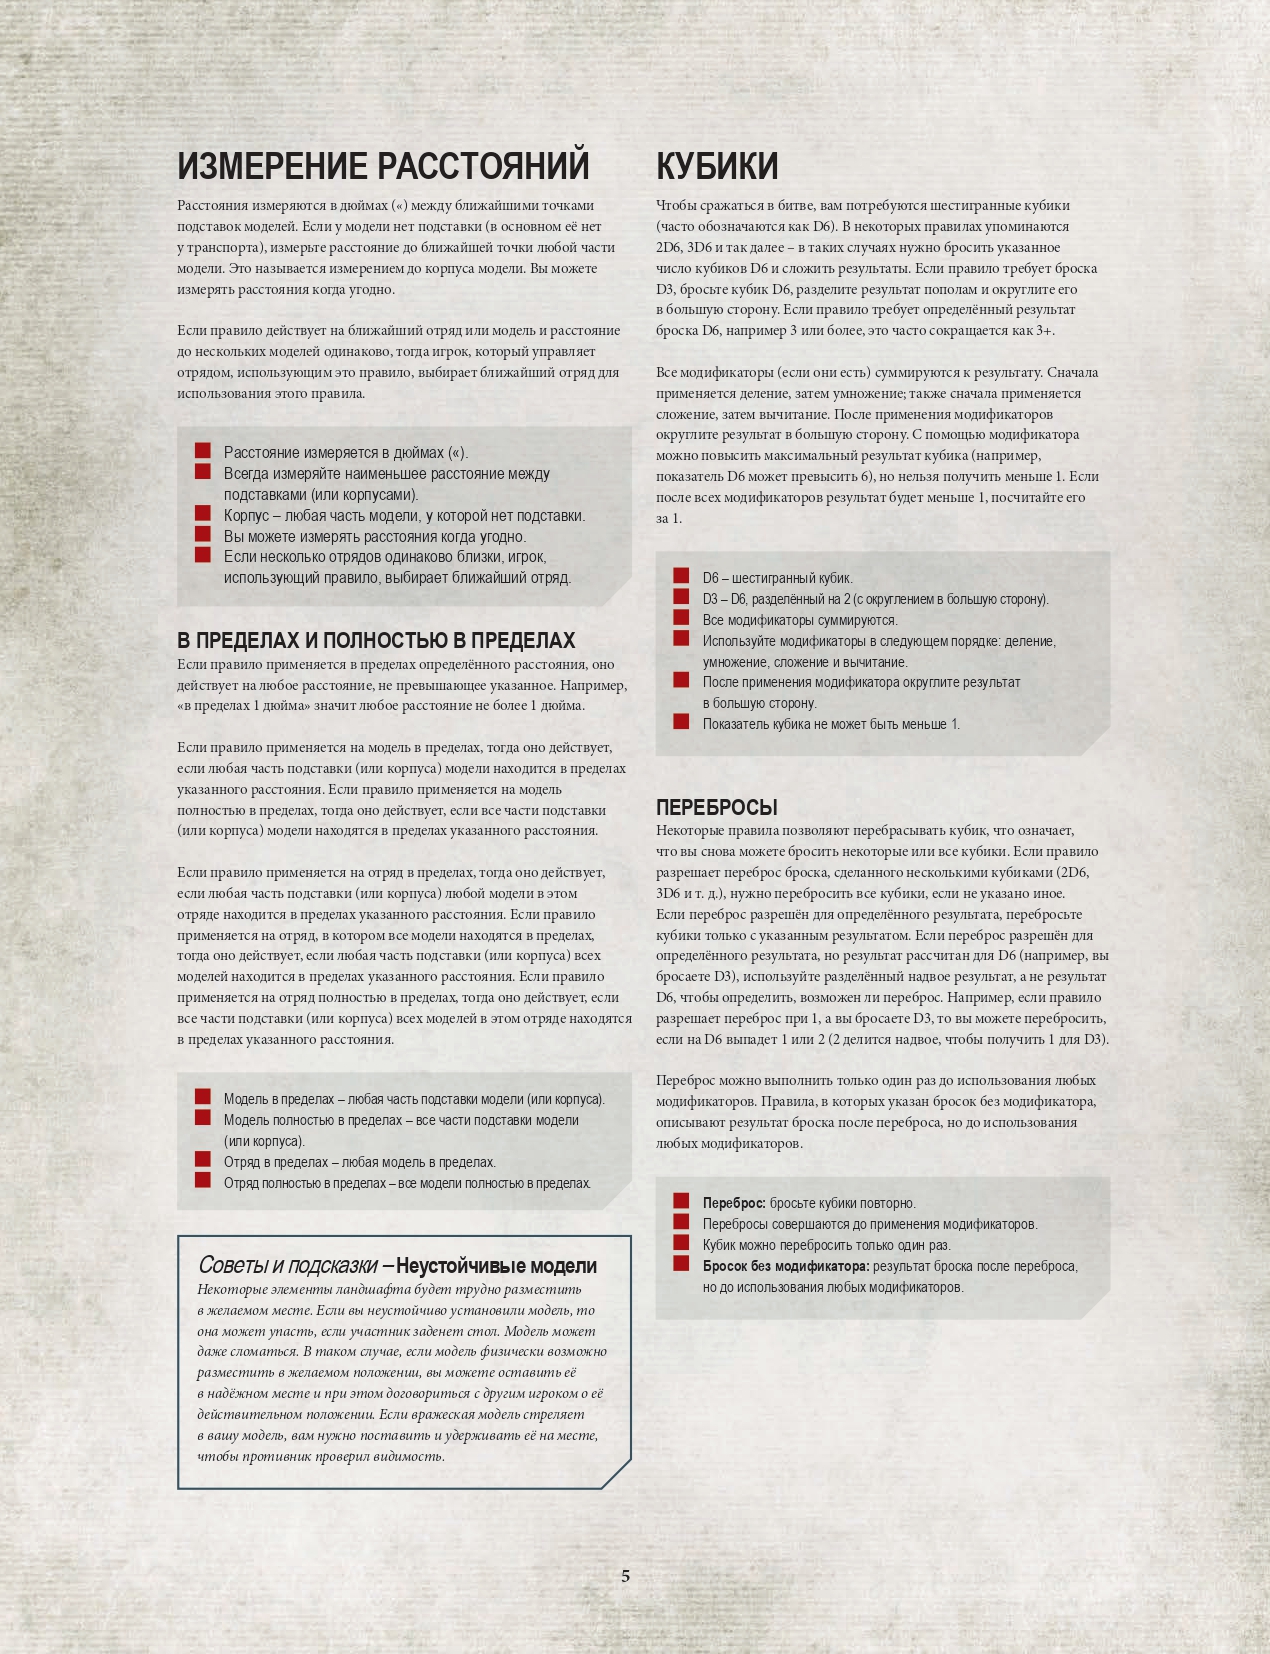 ИЗМЕРЕНИЕ РАССТОЯНИЙ
Расстояния измеряются в дюймах («) между ближайшими точками
подставок моделей. Если у модели нет подставки (в основном её нет
у транспорта), измерьте расстояние до ближайшей точки любой части
модели. Это называется измерением до корпуса модели. Вы можете
измерять расстояния когда угодно.
Если правило действует на ближайший отряд или модель и расстояние
до нескольких моделей одинаково, тогда игрок, который управляет
отрядом, использующим это правило, выбирает ближайший отряд для
использования этого правила.
Расстояние измеряется в дюймах («).
Всегда измеряйте наименьшее расстояние между
подставками (или корпусами).
Корпус – любая часть модели, у которой нет подставки.
Вы можете измерять расстояния когда угодно.
Если несколько отрядов одинаково близки, игрок,
использующий правило, выбирает ближайший отряд.
В ПРЕДЕЛАХ И ПОЛНОСТЬЮ В ПРЕДЕЛАХ
Если правило применяется в пределах определённого расстояния, оно
действует на любое расстояние, не превышающее указанное. Например,
«в пределах 1 дюйма» значит любое расстояние не более 1 дюйма.
Если правило применяется на модель в пределах, тогда оно действует,
если любая часть подставки (или корпуса) модели находится в пределах
указанного расстояния. Если правило применяется на модель
полностью в пределах, тогда оно действует, если все части подставки
(или корпуса) модели находятся в пределах указанного расстояния.
Если правило применяется на отряд в пределах, тогда оно действует,
если любая часть подставки (или корпуса) любой модели в этом
отряде находится в пределах указанного расстояния. Если правило
применяется на отряд, в котором все модели находятся в пределах,
тогда оно действует, если любая часть подставки (или корпуса) всех
моделей находится в пределах указанного расстояния. Если правило
применяется на отряд полностью в пределах, тогда оно действует, если
все части подставки (или корпуса) всех моделей в этом отряде находятся
в пределах указанного расстояния.
Модель в пределах – любая часть подставки модели (или корпуса).
Модель полностью в пределах – все части подставки модели
(или корпуса).
Отряд в пределах – любая модель в пределах.
Отряд полностью в пределах – все модели полностью в пределах.
Советы и подсказки – Неустойчивые модели
Некоторые элементы ландшафта будет трудно разместить
в желаемом месте. Если вы неустойчиво установили модель, то
она может упасть, если участник заденет стол. Модель может
даже сломаться. В таком случае, если модель физически возможно
разместить в желаемом положении, вы можете оставить её
в надёжном месте и при этом договориться с другим игроком о её
действительном положении. Если вражеская модель стреляет
в вашу модель, вам нужно поставить и удерживать её на месте,
чтобы противник проверил видимость.
КУБИКИ
Чтобы сражаться в битве, вам потребуются шестигранные кубики
(часто обозначаются как D6). В некоторых правилах упоминаются
2D6, 3D6 и так далее – в таких случаях нужно бросить указанное
число кубиков D6 и сложить результаты. Если правило требует броска
D3, бросьте кубик D6, разделите результат пополам и округлите его
в большую сторону. Если правило требует определённый результат
броска D6, например 3 или более, это часто сокращается как 3+.
Все модификаторы (если они есть) суммируются к результату. Сначала
применяется деление, затем умножение; также сначала применяется
сложение, затем вычитание. После применения модификаторов
округлите результат в большую сторону. С помощью модификатора
можно повысить максимальный результат кубика (например,
показатель D6 может превысить 6), но нельзя получить меньше 1. Если
после всех модификаторов результат будет меньше 1, посчитайте его
за 1.
D6 – шестигранный кубик.
D3 – D6, разделённый на 2 (с округлением в большую сторону).
Все модификаторы суммируются.
Используйте модификаторы в следующем порядке: деление,
умножение, сложение и вычитание.
После применения модификатора округлите результат
в большую сторону.
Показатель кубика не может быть меньше 1.
ПЕРЕБРОСЫ
Некоторые правила позволяют перебрасывать кубик, что означает,
что вы снова можете бросить некоторые или все кубики. Если правило
разрешает переброс броска, сделанного несколькими кубиками (2D6,
3D6 и т. д.), нужно перебросить все кубики, если не указано иное.
Если переброс разрешён для определённого результата, перебросьте
кубики только с указанным результатом. Если переброс разрешён для
определённого результата, но результат рассчитан для D6 (например, вы
бросаете D3), используйте разделённый надвое результат, а не результат
D6, чтобы определить, возможен ли переброс. Например, если правило
разрешает переброс при 1, а вы бросаете D3, то вы можете перебросить,
если на D6 выпадет 1 или 2 (2 делится надвое, чтобы получить 1 для D3).
Переброс можно выполнить только один раз до использования любых
модификаторов. Правила, в которых указан бросок без модификатора,
описывают результат броска после переброса, но до использования
любых модификаторов.
Переброс: бросьте кубики повторно.
Перебросы совершаются до применения модификаторов.
Кубик можно перебросить только один раз.
Бросок без модификатора: результат броска после переброса,
но до использования любых модификаторов.
5